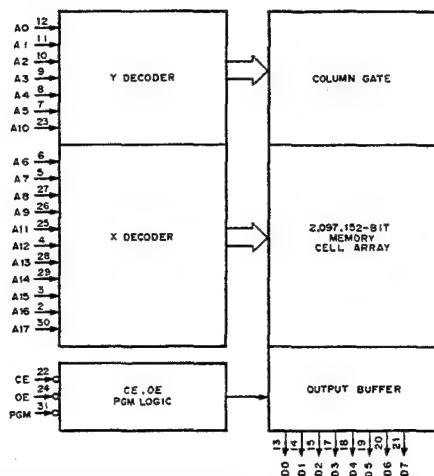 A0 12
A1 11
A2 10
A3 9
A4 8
A5 7
A10 23
Y DECODER
COLUMN GATE
A6 6
A7 5
A8 27
A9 26
A11 25
A12 4
A13 28
A14 29
A15 3
A16 2
A17 30
X DECODER
2,097,152-BIT
MEMORY
CELL ARRAY
CE 22
OE 24
PGM 31
CE, OE
PGM LOGIC
OUTPUT BUFFER
13 14 15 17 18 19 20 21
D0 D1 D2 D3 D4 D5 D6 D7